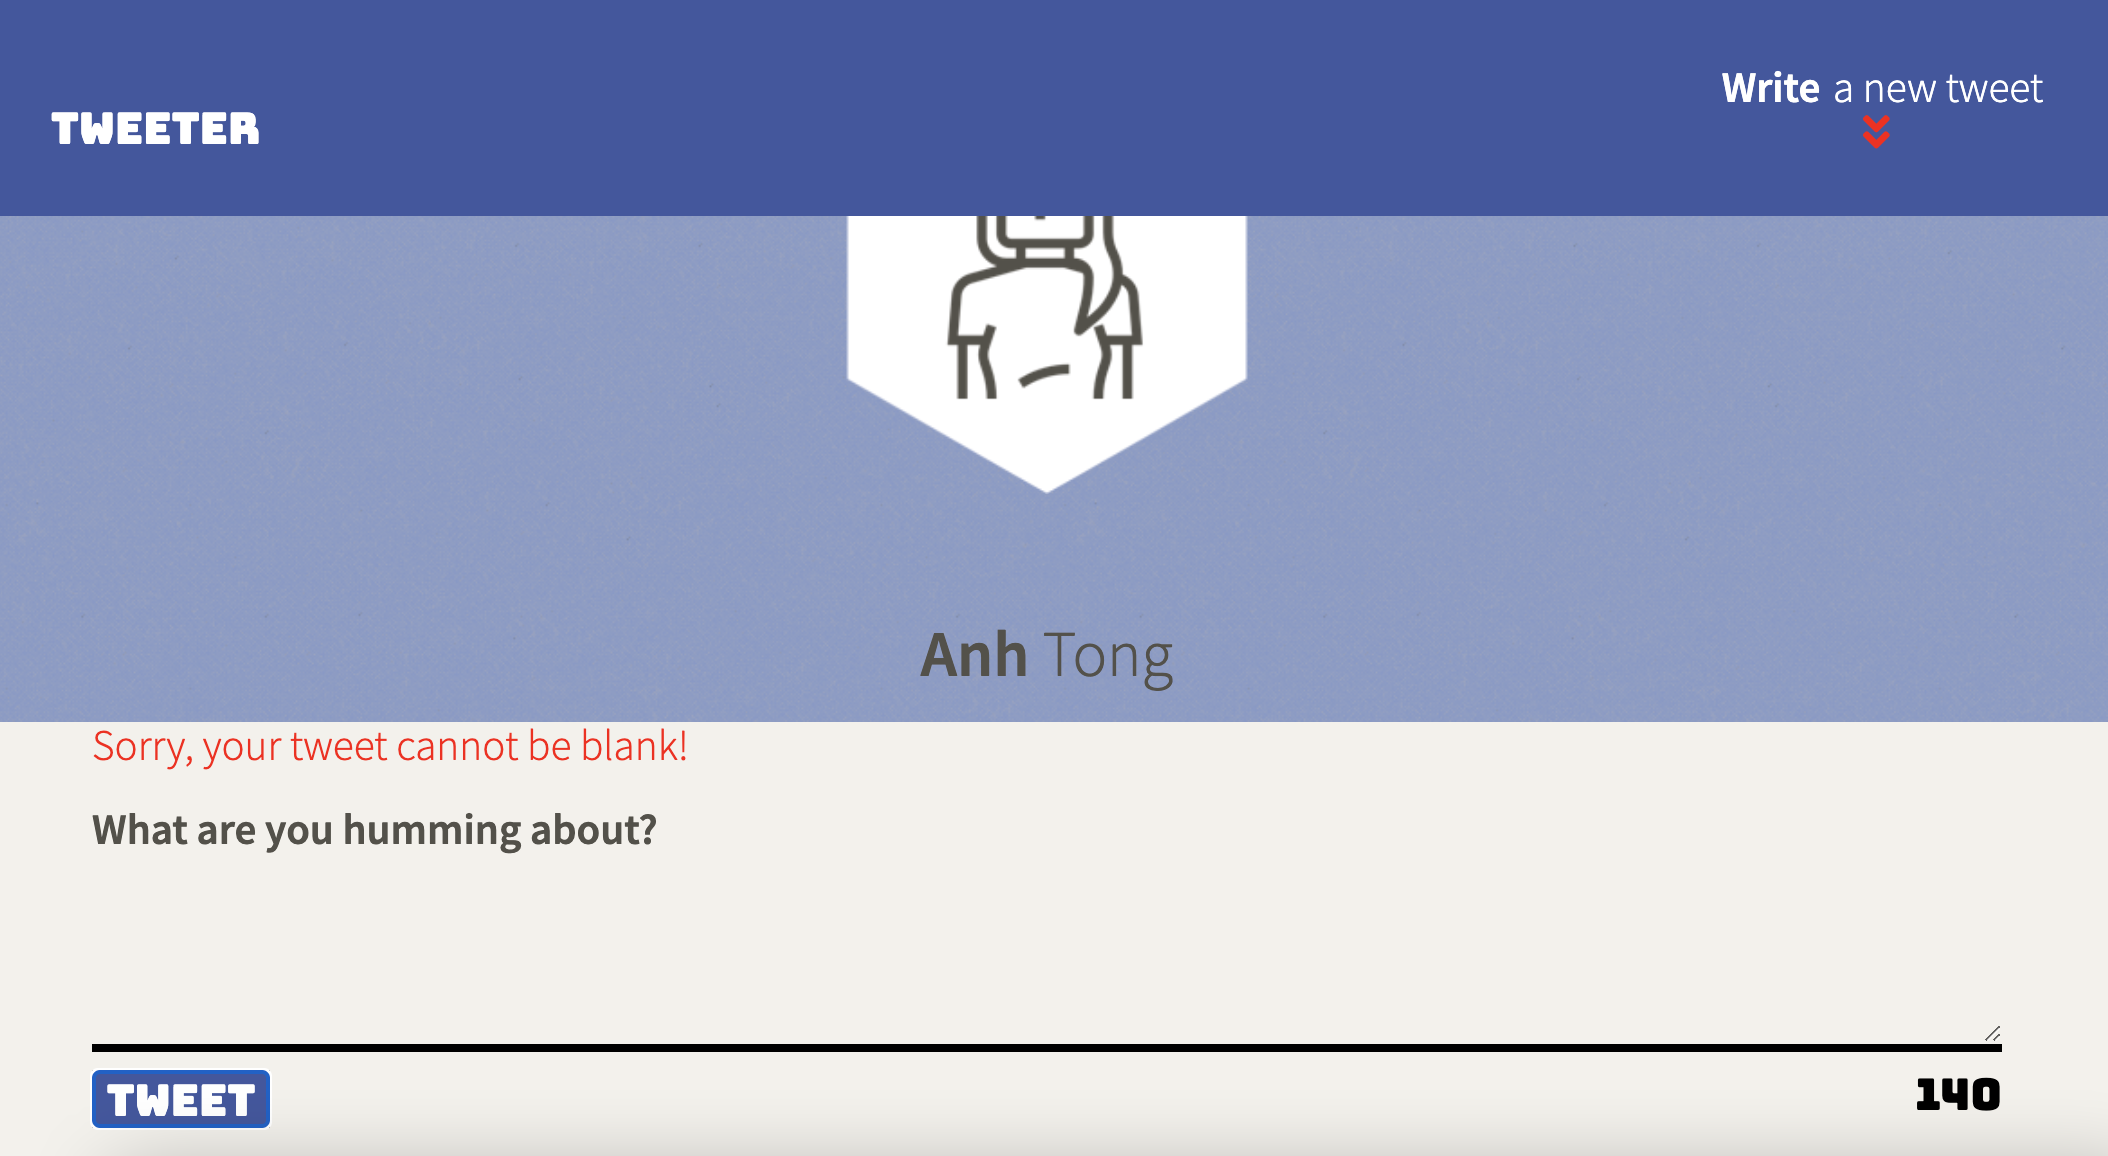 TWEETER
Write a new tweet
Anh Tong
Sorry, your tweet cannot be blank!
What are you humming about?
TWEET
140